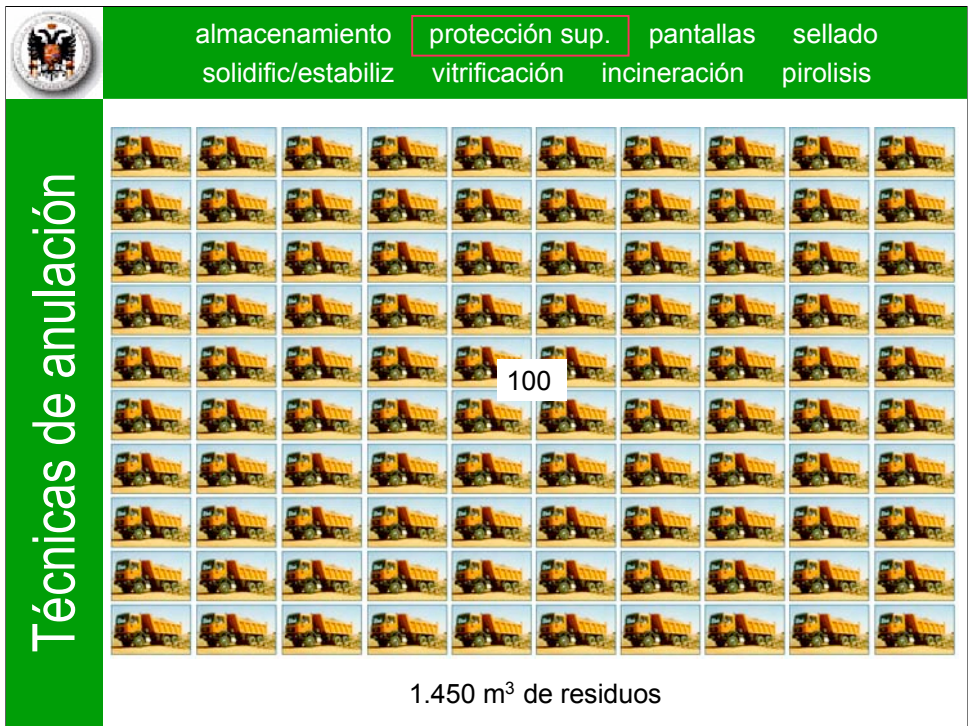 almacenamiento protección sup. pantallas sellado
solidific/estabiliz vitrificación incineración pirolisis
Técnicas de anulación
100
1.450 m³ de residuos